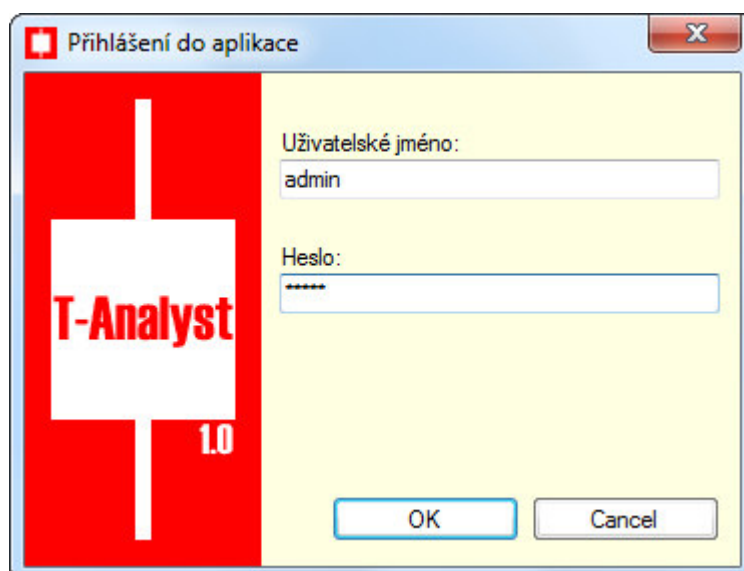 Přihlášení do aplikace
Uživatelské jméno:
admin
Heslo:
*****
T-Analyst
1.0
OK
Cancel